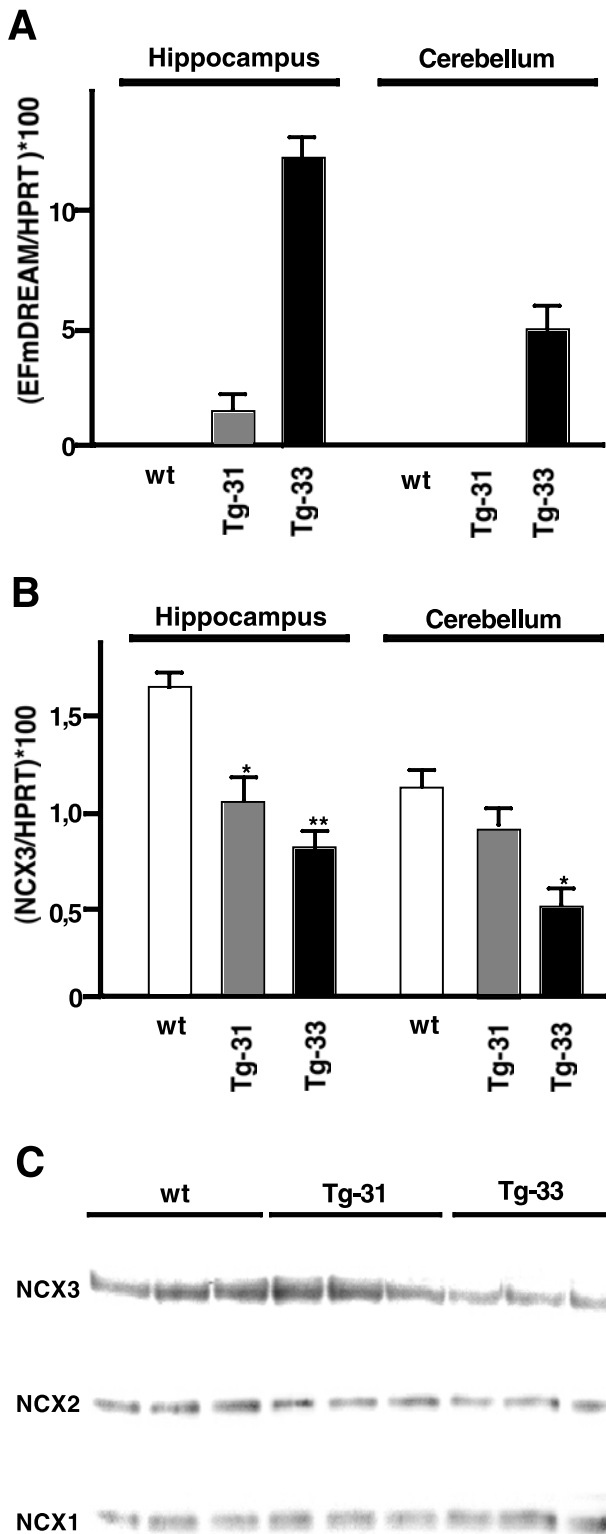 A
Hippocampus Cerebellum
(EFmDREAM/HPRT )*100
10
5
0
wt Tg-31 Tg-33 wt Tg-31 Tg-33
B
Hippocampus Cerebellum
(NCX3/HPRT)*100
1,5
1,0
0,5
0
* ** *
wt Tg-31 Tg-33 wt Tg-31 Tg-33
C
wt Tg-31 Tg-33
NCX3
NCX2
NCX1